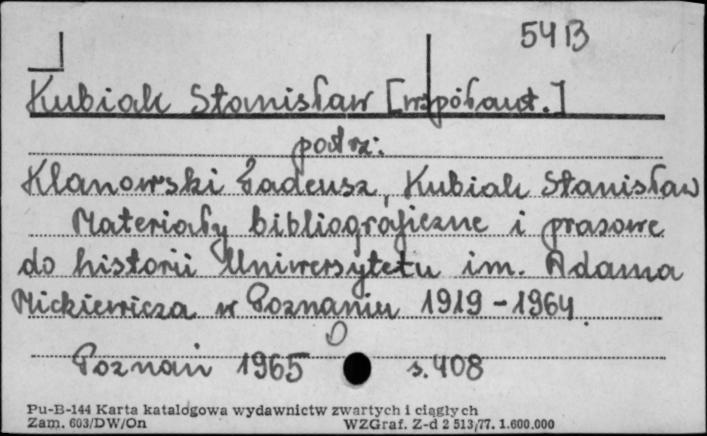 54 B
Kubiak Stanisław [współaut.]
patrz:
Klanowski Tadeusz, Kubiak Stanisław
Materiały bibliograficzne i prasowe
do historii Uniwersytetu im. Adama
Mickiewicza w Poznaniu 1919-1964.
Poznań 1965 s. 408
Pu-B-144 Karta katalogowa wydawnictw zwartych i ciągłych
Zam. 603/DW/On WZGraf. Z-d 2 513/77. 1.600.000